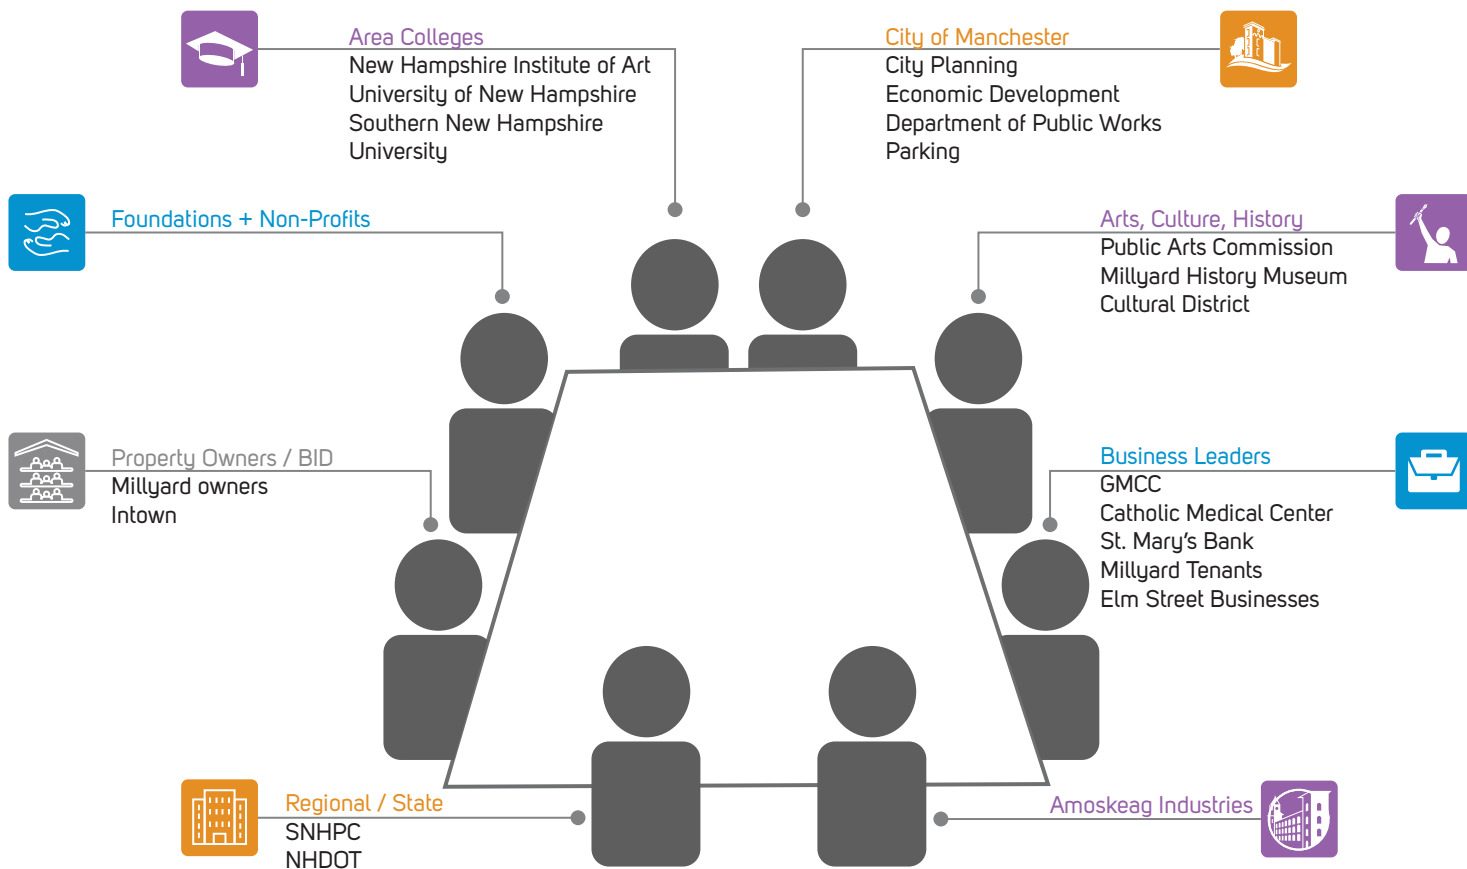 Area Colleges
New Hampshire Institute of Art
University of New Hampshire
Southern New Hampshire
University
City of Manchester
City Planning
Economic Development
Department of Public Works
Parking
Foundations + Non-Profits
Arts, Culture, History
Public Arts Commission
Millyard History Museum
Cultural District
Property Owners / BID
Millyard owners
Intown
Business Leaders
GMCC
Catholic Medical Center
St. Mary's Bank
Millyard Tenants
Elm Street Businesses
Regional / State
SNHPC
NHDOT
Amoskeag Industries